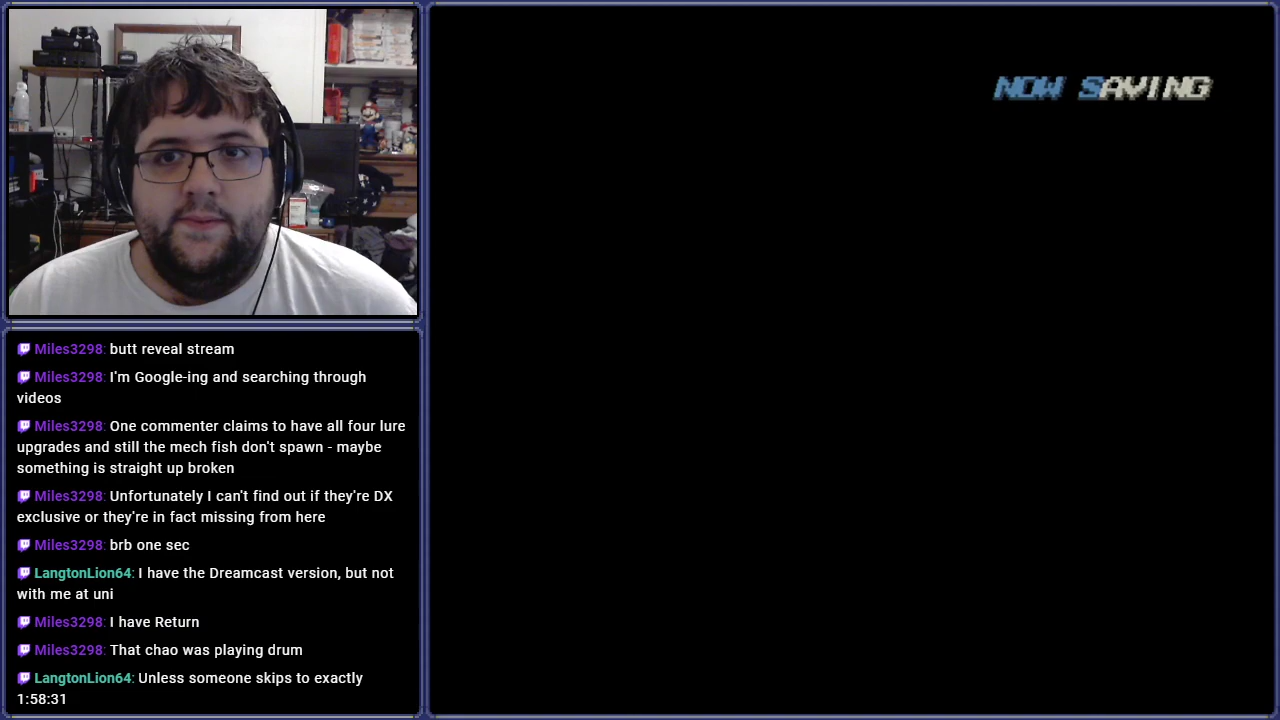 NOW SAVING
Miles3298: butt reveal stream
Miles3298: I'm Google-ing and searching through
videos
Miles3298: One commenter claims to have all four lure
upgrades and still the mech fish don't spawn - maybe
something is straight up broken
Miles3298: Unfortunately I can't find out if they're DX
exclusive or they're in fact missing from here
Miles3298: brb one sec
LangtonLion64: I have the Dreamcast version, but not
with me at uni
Miles3298: I have Return
Miles3298: That chao was playing drum
LangtonLion64: Unless someone skips to exactly
1:58:31